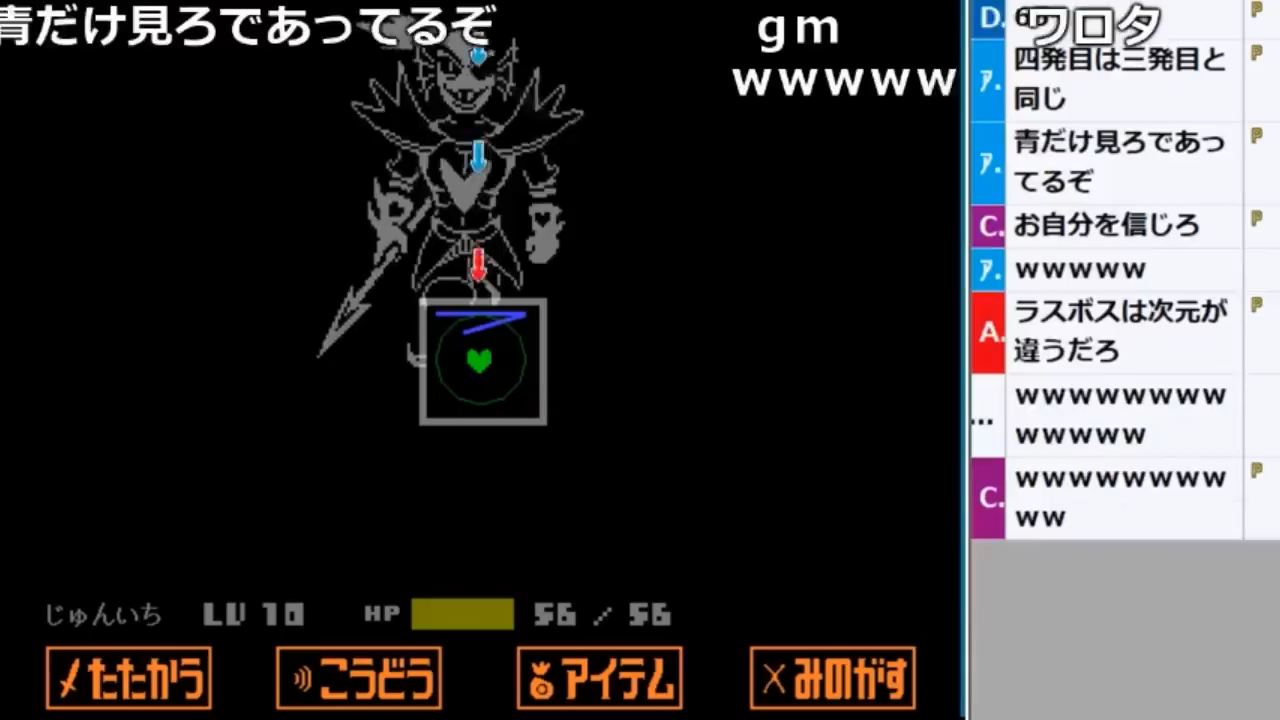 青だけ見ろであってるぞ
gm
wwwww
ワロタ
じゅんいち LV 10 HP 56 / 56
たたかう
こうどう
アイテム
みのがす
D.
ア. 四発目は三発目と
同じ P
ア. 青だけ見ろであっ
てるぞ P
C. お自分を信じろ P
ア. wwwww
A. ラスボスは次元が
違うだろ P
... wwwwwwww
wwwww
C. wwwwwwww
ww P